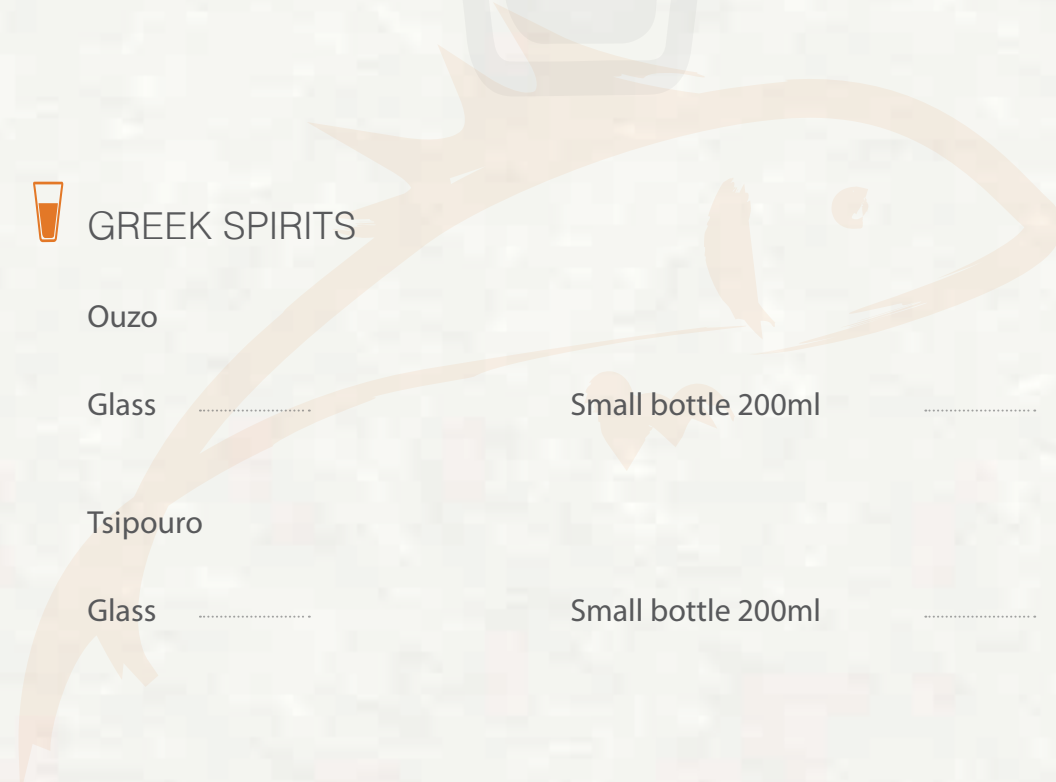 GREEK SPIRITS
Ouzo
Glass .......................... Small bottle 200ml ..........................
Tsipouro
Glass .......................... Small bottle 200ml ..........................